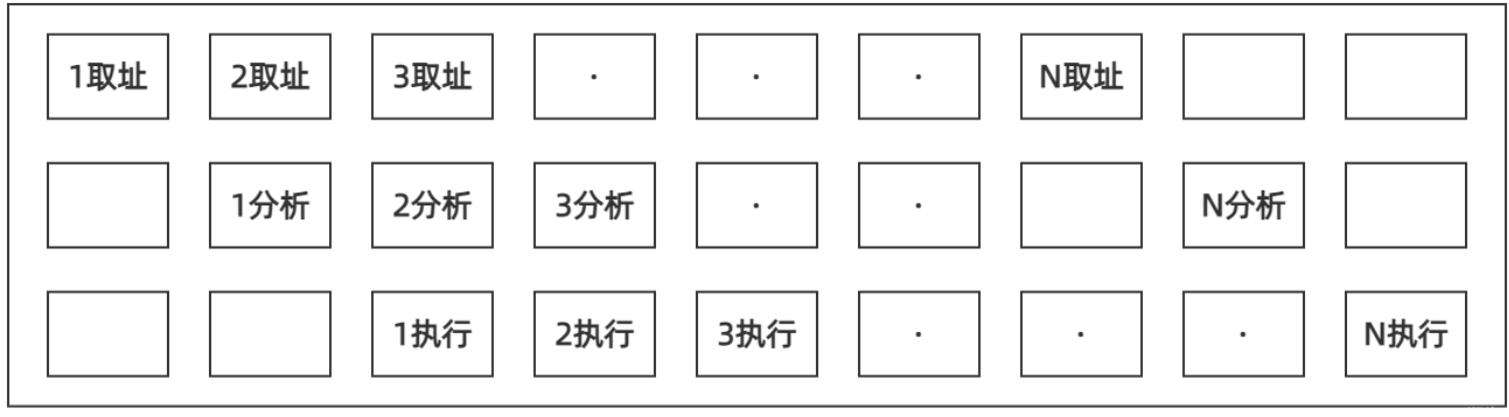 1取址 2取址 3取址 · · · N取址
1分析 2分析 3分析 · · N分析
1执行 2执行 3执行 · · · N执行